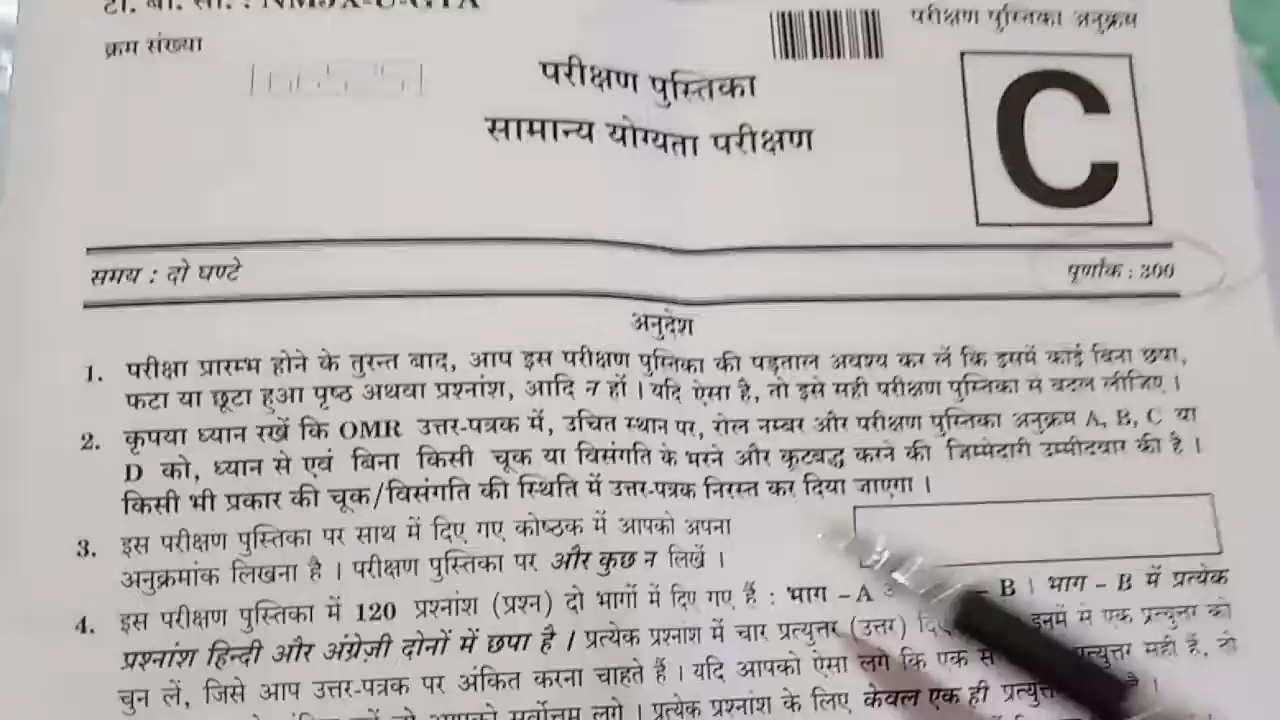 टी. बी. सी. :
परीक्षण पुस्तिका अनुक्रम
क्रम संख्या
परीक्षण पुस्तिका
सामान्य योग्यता परीक्षण
C
समय : दो घण्टे
पूर्णांक : 300
अनुदेश
1. परीक्षा प्रारम्भ होने के तुरन्त बाद, आप इस परीक्षण पुस्तिका की पड़ताल अवश्य कर लें कि इसमें कोई बिना छपा,
फटा या छूटा हुआ पृष्ठ अथवा प्रश्नांश, आदि न हों । यदि ऐसा है, तो इसे सही परीक्षण पुस्तिका से बदल लीजिए ।
2. कृपया ध्यान रखें कि OMR उत्तर-पत्रक में, उचित स्थान पर, रोल नम्बर और परीक्षण पुस्तिका अनुक्रम A, B, C या
D को, ध्यान से एवं बिना किसी चूक या विसंगति के भरने और कूटबद्ध करने की जिम्मेदारी उम्मीदवार की है ।
किसी भी प्रकार की चूक/विसंगति की स्थिति में उत्तर-पत्रक निरस्त कर दिया जाएगा ।
3. इस परीक्षण पुस्तिका पर साथ में दिए गए कोष्ठक में आपको अपना
अनुक्रमांक लिखना है । परीक्षण पुस्तिका पर और कुछ न लिखें ।
4. इस परीक्षण पुस्तिका में 120 प्रश्नांश (प्रश्न) दो भागों में दिए गए हैं : भाग – A – B । भाग – B में प्रत्येक
प्रश्नांश हिन्दी और अंग्रेज़ी दोनों में छपा है । प्रत्येक प्रश्नांश में चार प्रत्युत्तर (उत्तर) इनमें से एक प्रत्युत्तर को
चुन लें, जिसे आप उत्तर-पत्रक पर अंकित करना चाहते हैं । यदि आपको ऐसा लगे कि एक से प्रत्युत्तर सही हैं, तो
आपको सर्वोत्तम लगे । प्रत्येक प्रश्नांश के लिए केवल एक ही